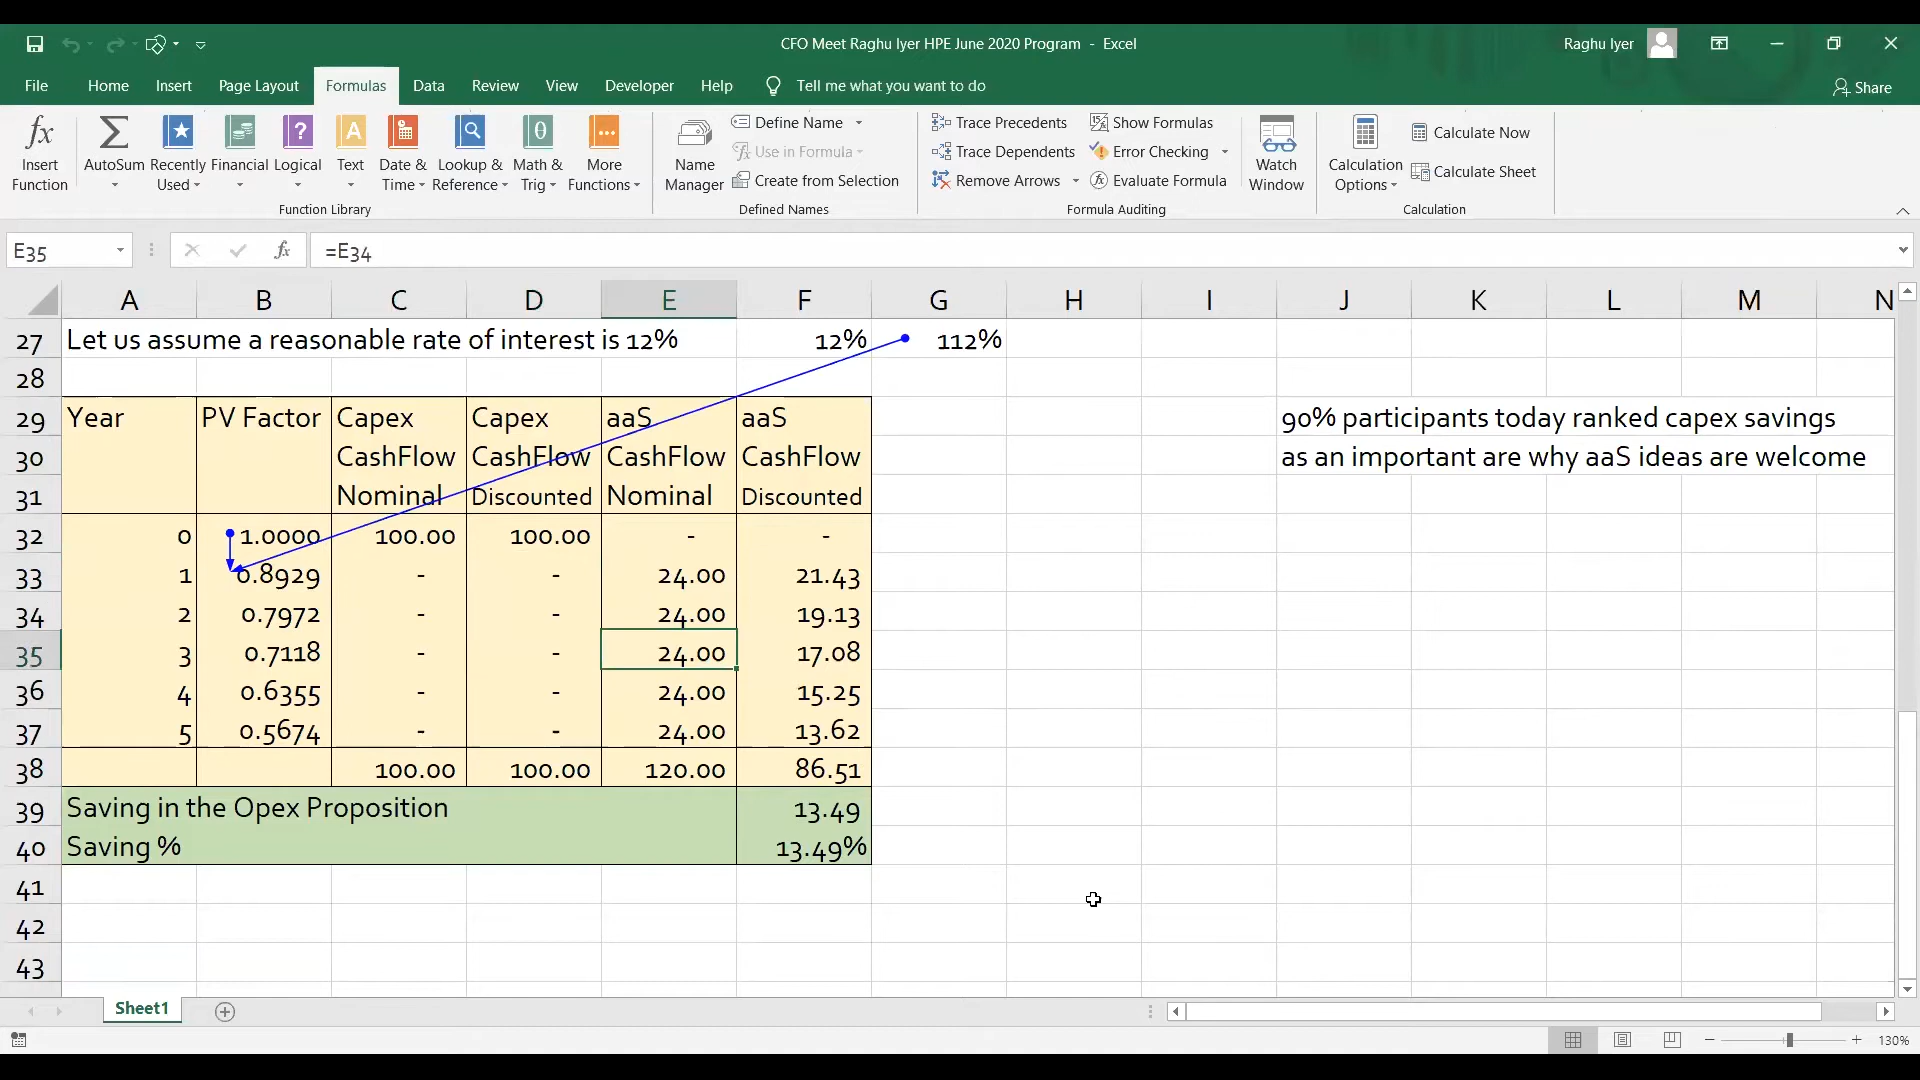 CFO Meet Raghu Iyer HPE June 2020 Program - Excel
Raghu Iyer
File Home Insert Page Layout Formulas Data Review View Developer Help Tell me what you want to do
Share
Insert Function
AutoSum
Recently Used
Financial
Logical
Text
Date & Time
Lookup & Reference
Math & Trig
More Functions
Function Library
Name Manager
Define Name
Use in Formula
Create from Selection
Defined Names
Trace Precedents
Trace Dependents
Remove Arrows
Show Formulas
Error Checking
Evaluate Formula
Formula Auditing
Watch Window
Calculation Options
Calculate Now
Calculate Sheet
Calculation
E35 fx =E34
A B C D E F G H I J K L M N
27 Let us assume a reasonable rate of interest is 12% 12% 112%
28
29 Year PV Factor Capex Capex aaS aaS 90% participants today ranked capex savings
30 CashFlow CashFlow CashFlow CashFlow as an important are why aaS ideas are welcome
31 Nominal Discounted Nominal Discounted
32 0 1.0000 100.00 100.00 - -
33 1 0.8929 - - 24.00 21.43
34 2 0.7972 - - 24.00 19.13
35 3 0.7118 - - 24.00 17.08
36 4 0.6355 - - 24.00 15.25
37 5 0.5674 - - 24.00 13.62
38 100.00 100.00 120.00 86.51
39 Saving in the Opex Proposition 13.49
40 Saving % 13.49%
41
42
43
Sheet1
130%